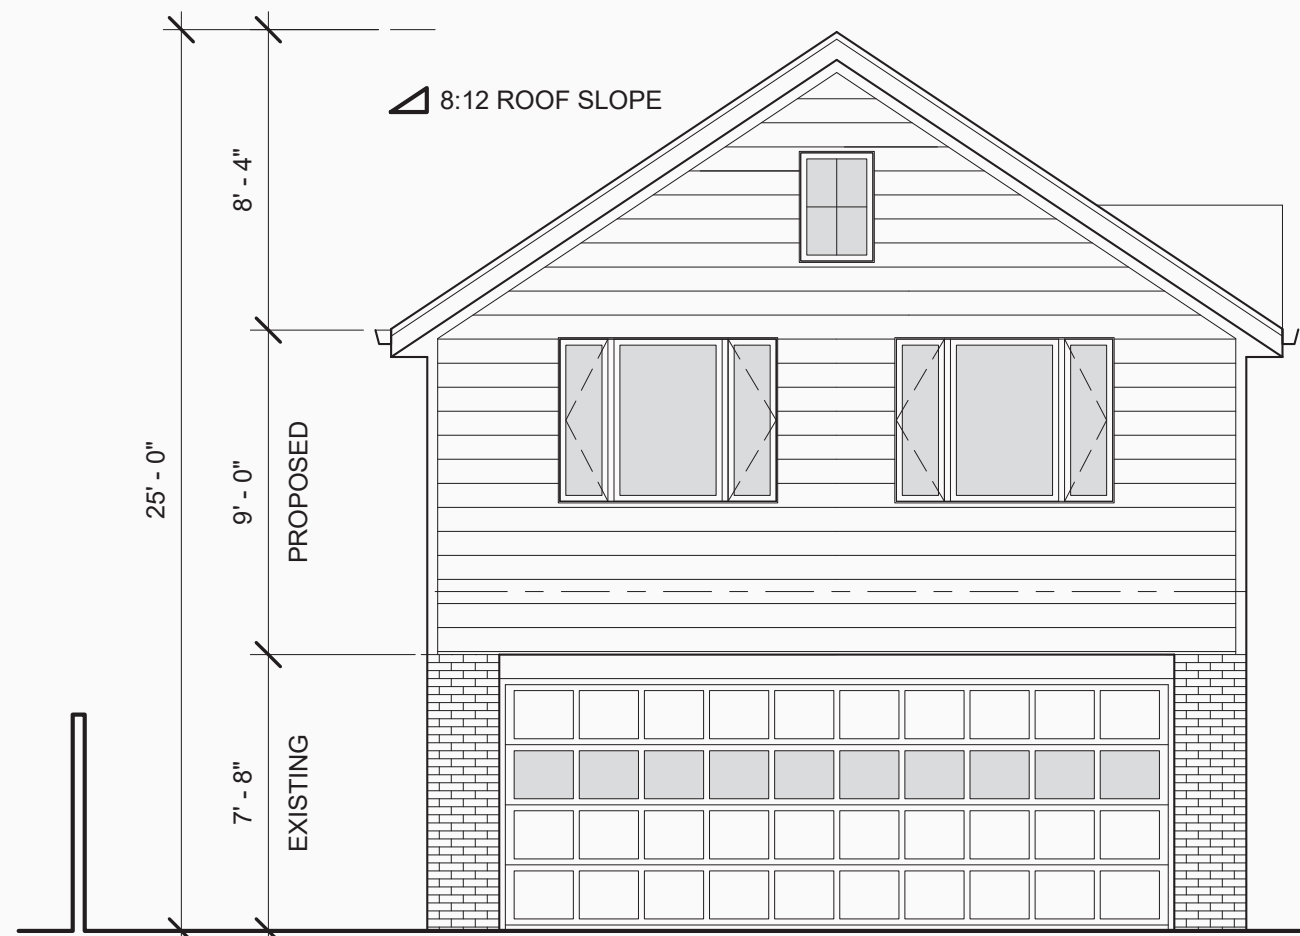 8:12 ROOF SLOPE
8' - 4"
25' - 0"
9' - 0"
PROPOSED
7' - 8"
EXISTING